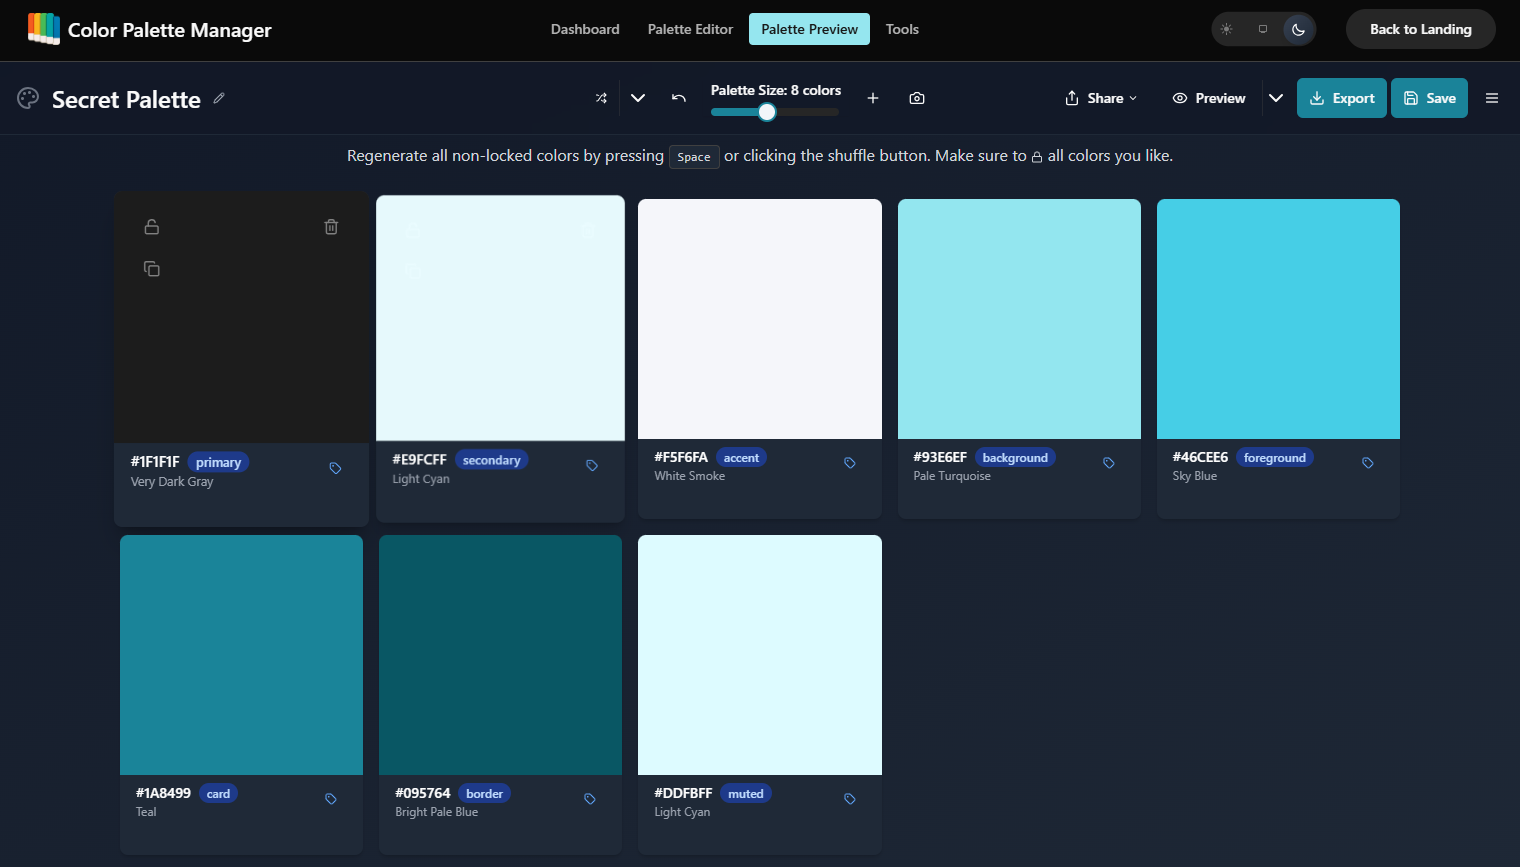 Color Palette Manager
Dashboard
Palette Editor
Palette Preview
Tools
Back to Landing
Secret Palette
Palette Size: 8 colors
Share
Preview
Export
Save
Regenerate all non-locked colors by pressing Space or clicking the shuffle button. Make sure to all colors you like.
#1F1F1F primary
Very Dark Gray
#E9FCFF secondary
Light Cyan
#F5F6FA accent
White Smoke
#93E6EF background
Pale Turquoise
#46CEE6 foreground
Sky Blue
#1A8499 card
Teal
#095764 border
Bright Pale Blue
#DDFBFF muted
Light Cyan